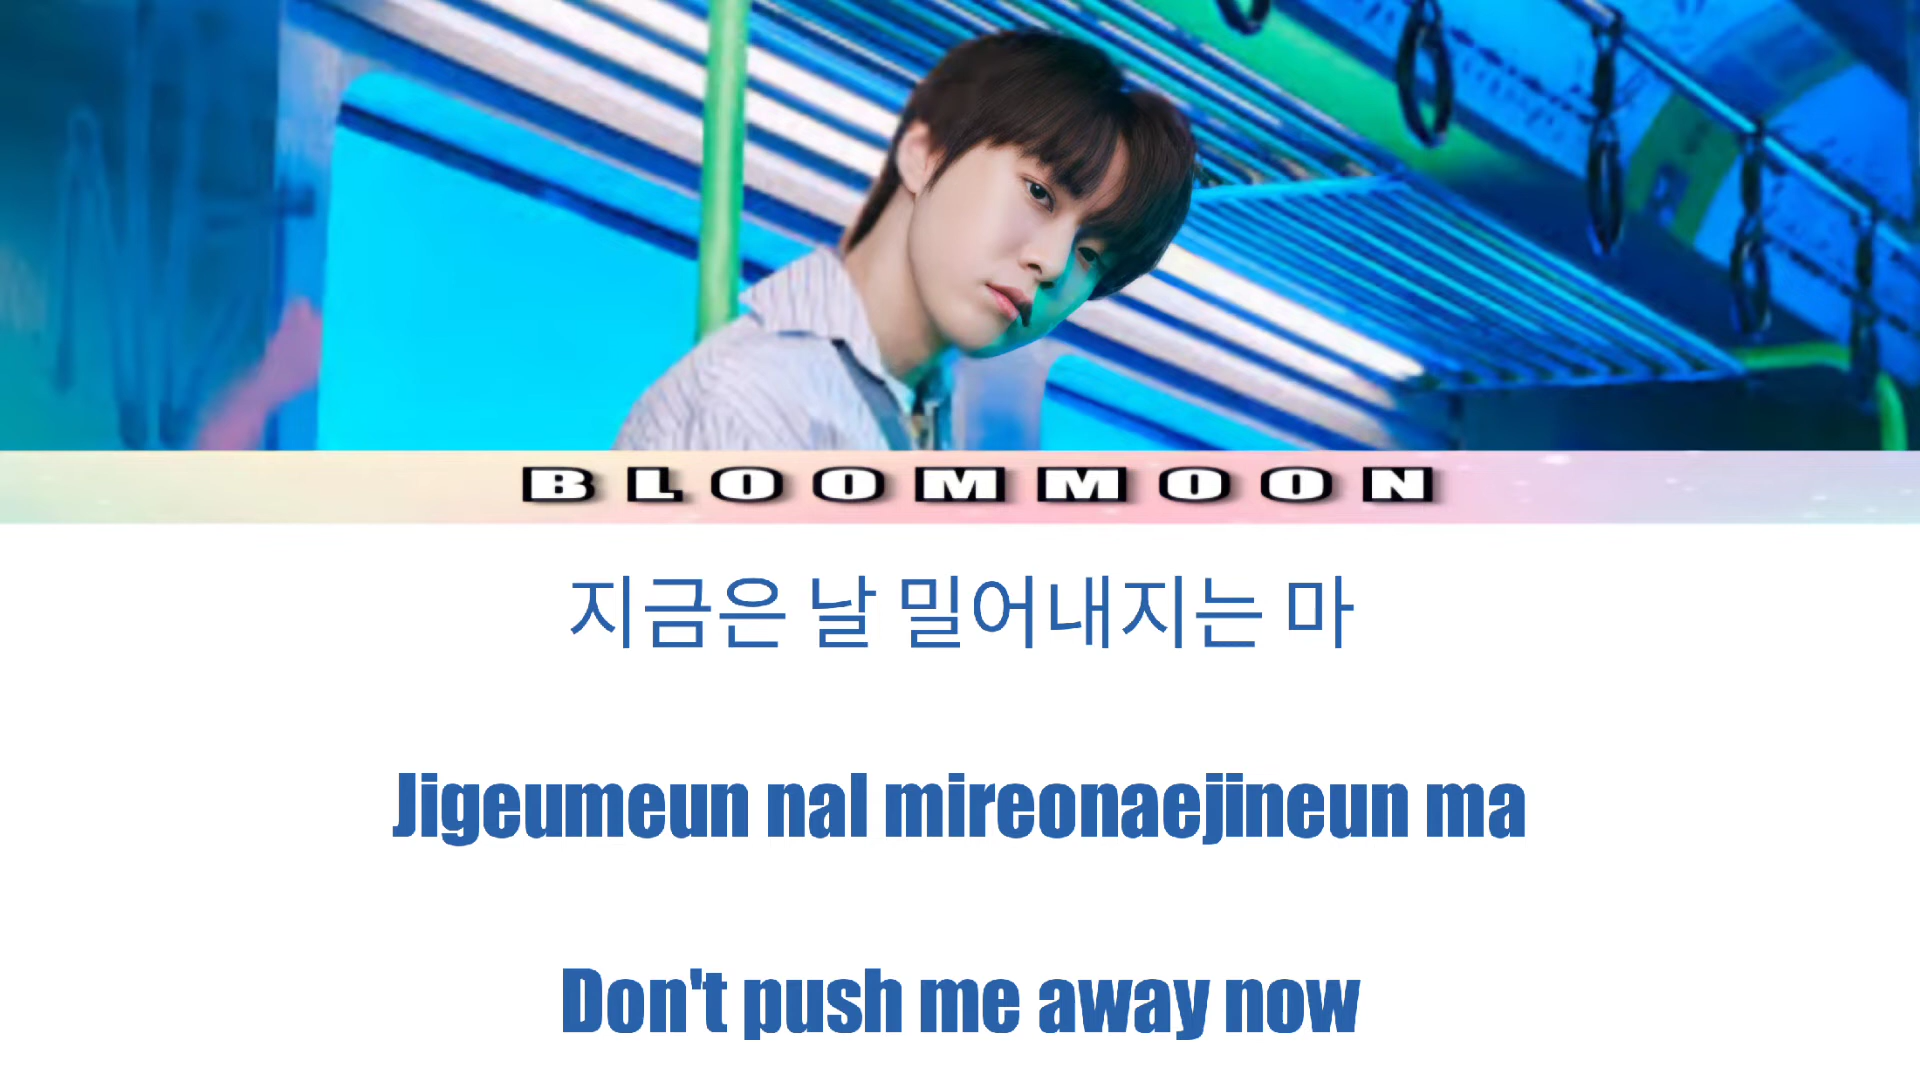 BLOOMMOON
지금은 날 밀어내지는 마
Jigeumeun nal mireonaejineun ma
Don't push me away now